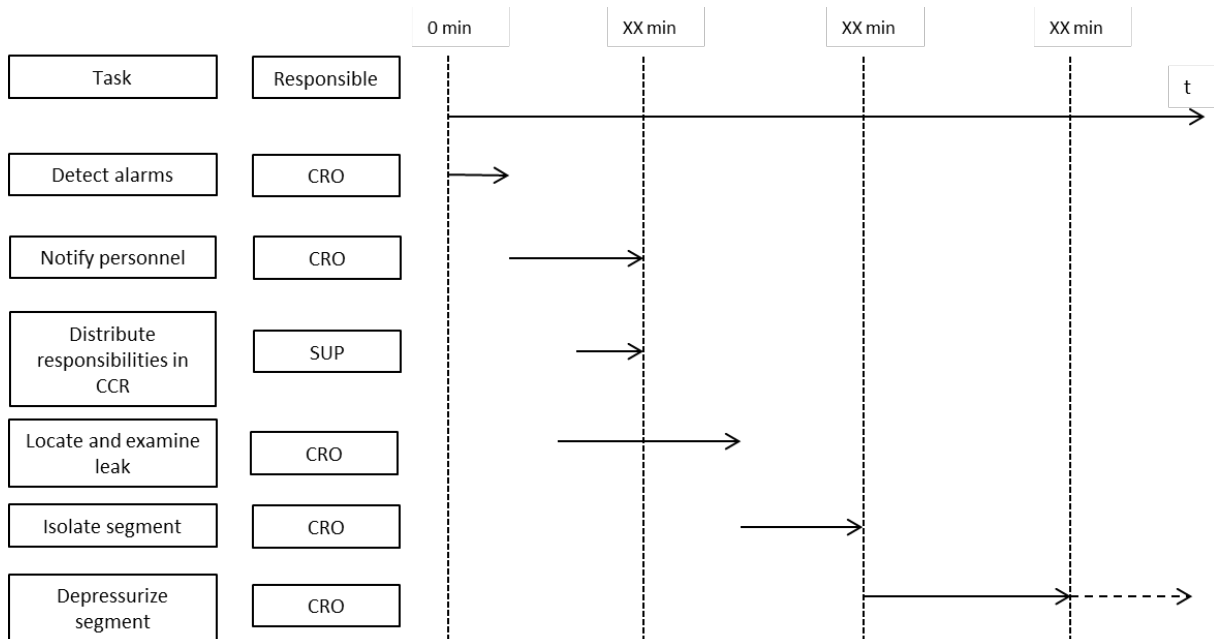 0 min
XX min
XX min
XX min
Task
Responsible
t
Detect alarms
CRO
Notify personnel
CRO
Distribute
responsibilities in
CCR
SUP
Locate and examine
leak
CRO
Isolate segment
CRO
Depressurize
segment
CRO